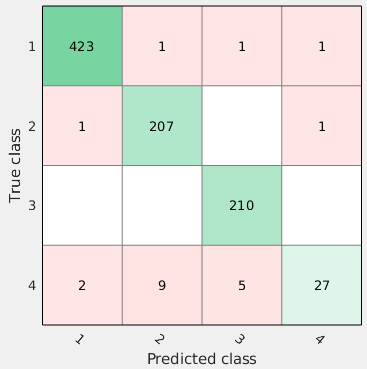 1 423 1 1 1
2 1 207 1
3 210
4 2 9 5 27
1 2 3 4
True class
Predicted class